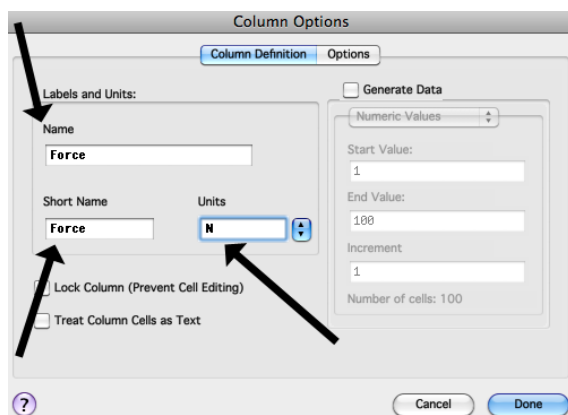 Column Options
Column Definition Options
Labels and Units:
Name
Force
Short Name Units
Force N
Lock Column (Prevent Cell Editing)
Treat Column Cells as Text
Generate Data
Numeric Values
Start Value:
1
End Value:
100
Increment
1
Number of cells: 100
?
Cancel Done